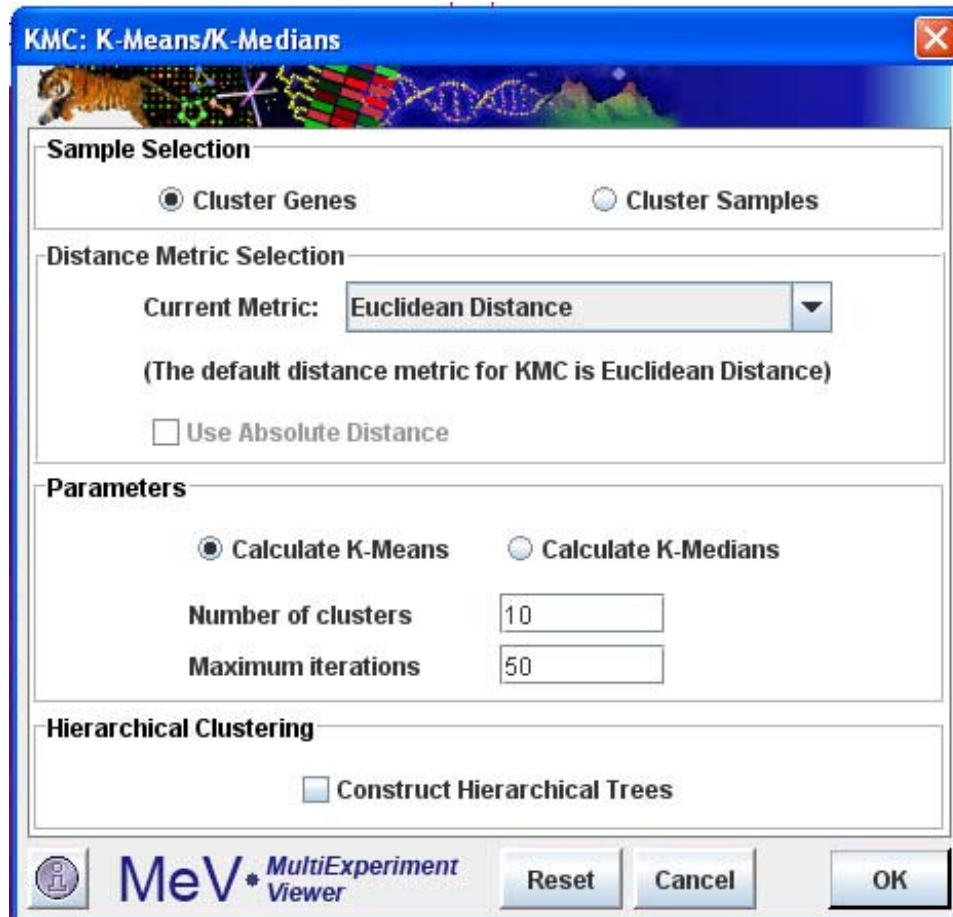 KMC: K-Means/K-Medians
Sample Selection
Cluster Genes Cluster Samples
Distance Metric Selection
Current Metric: Euclidean Distance
(The default distance metric for KMC is Euclidean Distance)
Use Absolute Distance
Parameters
Calculate K-Means Calculate K-Medians
Number of clusters 10
Maximum iterations 50
Hierarchical Clustering
Construct Hierarchical Trees
MeV MultiExperiment Viewer Reset Cancel OK